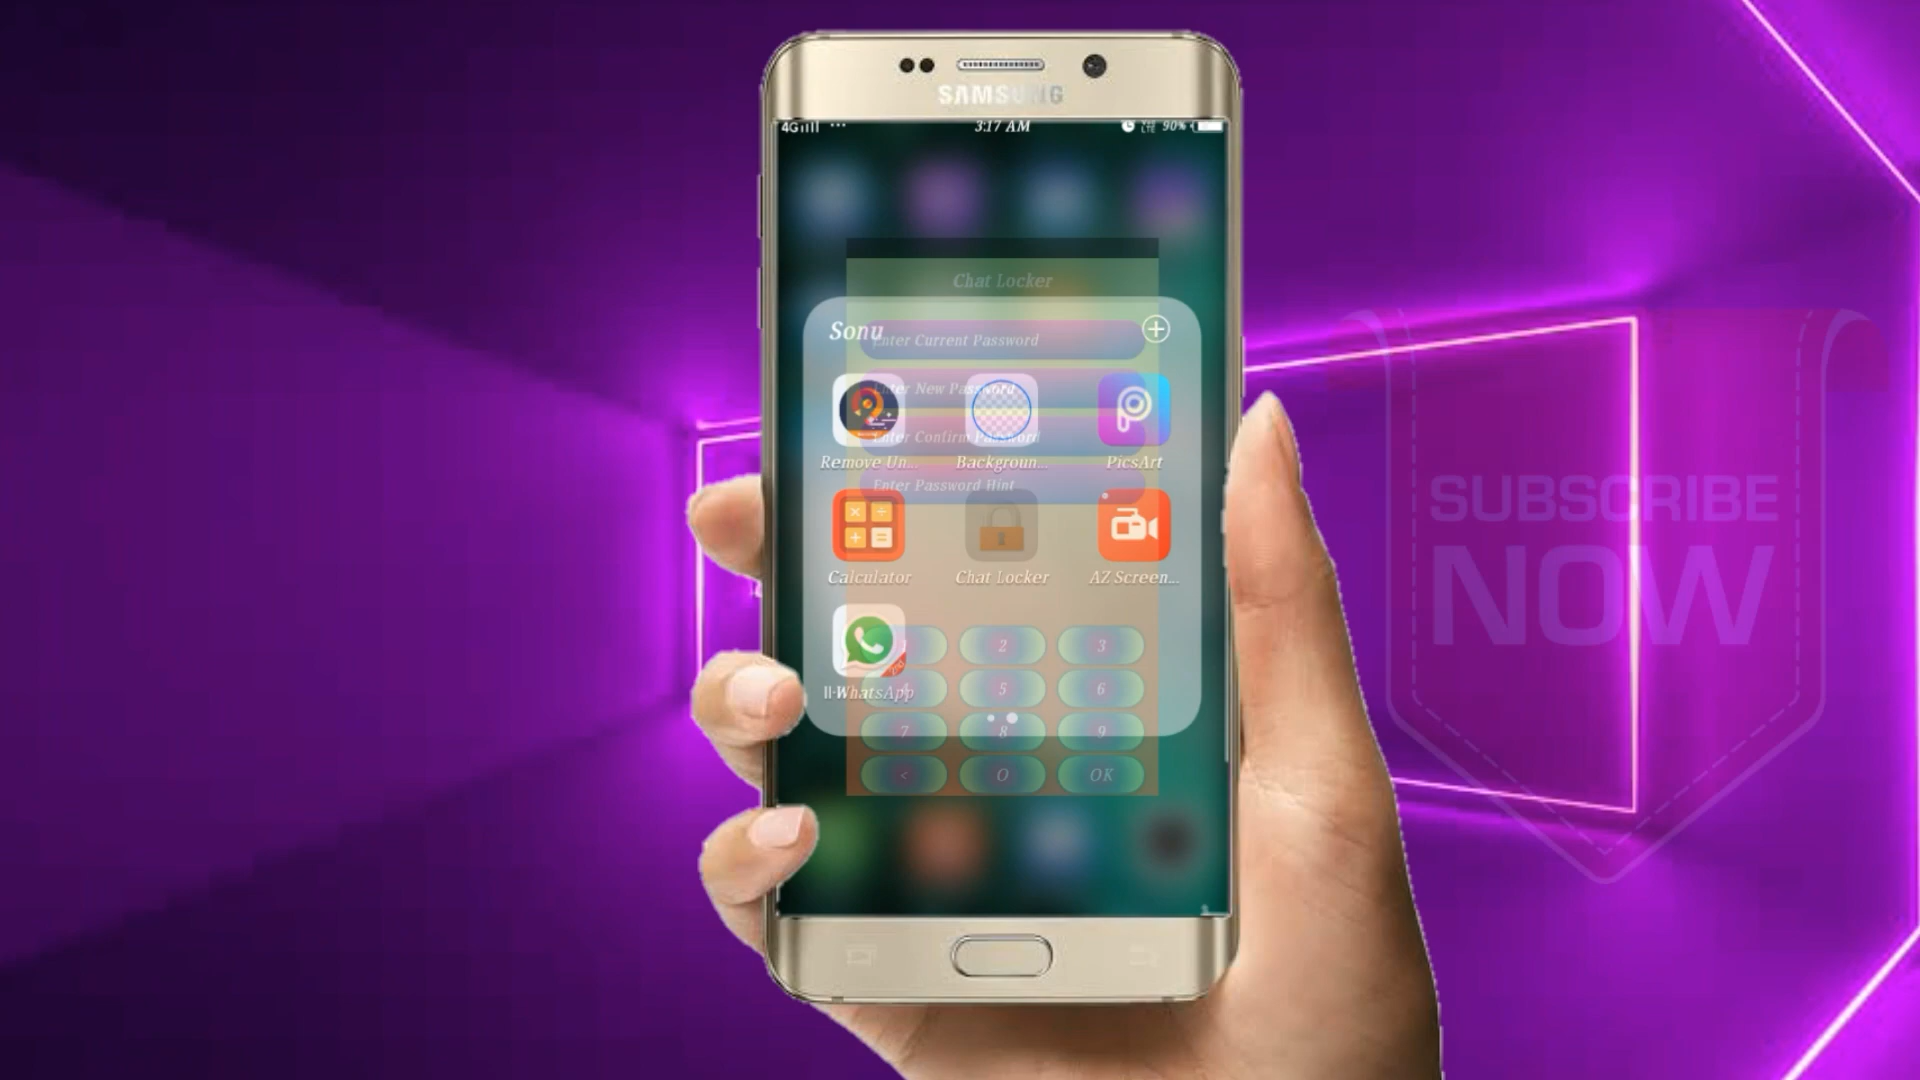 SAMSUNG
4G 3:17 AM 90%
Chat Locker
Sonu
Enter Current Password
Enter New Password
Remove Un... Backgroun... PicsArt
Enter Confirm Password
Enter Password Hint
Calculator Chat Locker AZ Screen...
2 3
II·WhatsApp
4 5 6
7 8 9
< O OK
SUBSCRIBE
NOW